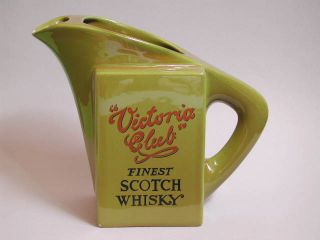 "Victoria
Club"
FINEST
SCOTCH
WHISKY